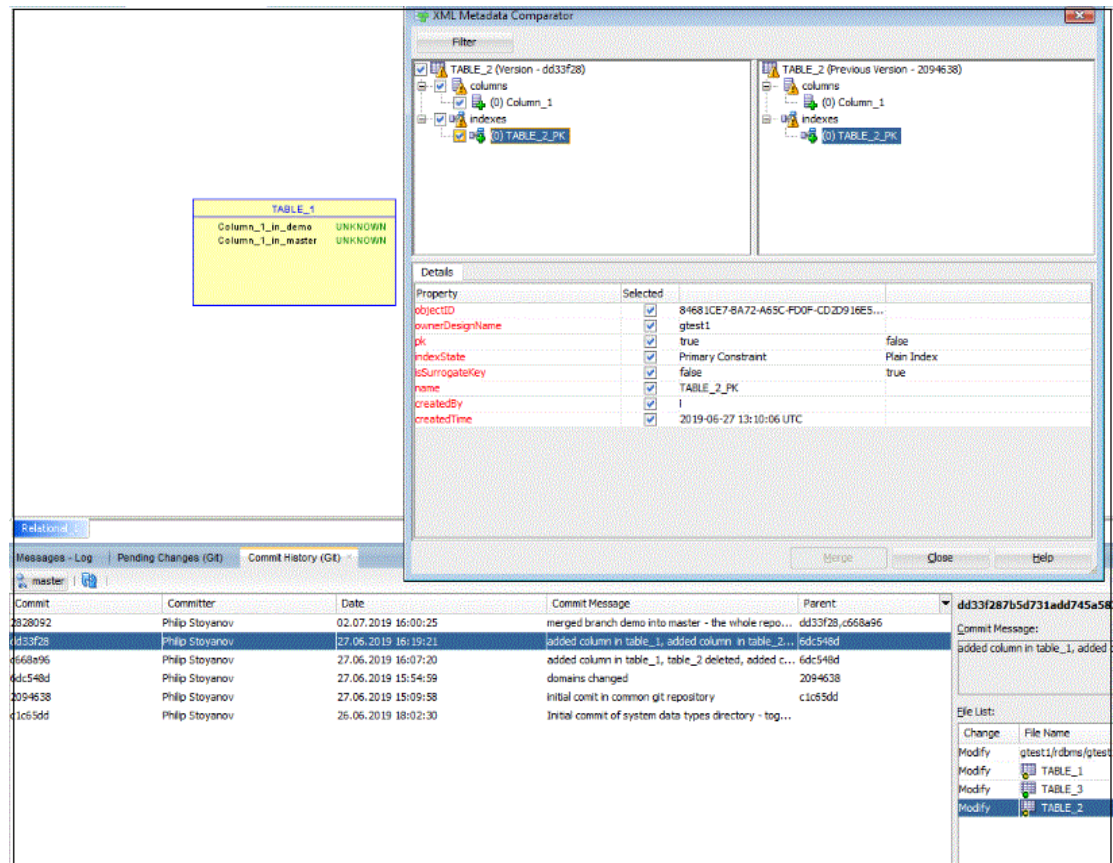 XML Metadata Comparator
Filter
TABLE_2 (Version - dd33f28)
columns
(0) Column_1
indexes
(0) TABLE_2_PK
TABLE_2 (Previous Version - 2094638)
columns
(0) Column_1
indexes
(0) TABLE_2_PK
TABLE_1
Column_1_in_demo UNKNOWN
Column_1_in_master UNKNOWN
Details
Property Selected
objectID 84681CE7-BA72-A65C-FD0F-CD2D916E5...
ownerDesignName gtest1
pk true false
indexState Primary Constraint Plain Index
isSurrogateKey false true
name TABLE_2_PK
createdBy
createdTime 2019-06-27 13:10:06 UTC
Merge Close Help
Relational_1
Messages - Log Pending Changes (Git) Commit History (Git)
master
Commit Committer Date Commit Message Parent
2828092 Philip Stoyanov 02.07.2019 16:00:25 merged branch demo into master - the whole repo... dd33f28,c668a96
dd33f28 Philip Stoyanov 27.06.2019 16:19:21 added column in table_1, added column in table_2... 6dc548d
c668a96 Philip Stoyanov 27.06.2019 16:07:20 added column in table_1, table_2 deleted, added c... 6dc548d
6dc548d Philip Stoyanov 27.06.2019 15:54:59 domains changed 2094638
2094638 Philip Stoyanov 27.06.2019 15:09:58 initial comit in common git repository c1c65dd
c1c65dd Philip Stoyanov 26.06.2019 18:02:30 Initial commit of system data types directory - tog...
dd33f287b5d731add745a58
Commit Message:
added column in table_1, added
File List:
Change File Name
Modify gtest1/rdbms/gtest
Modify TABLE_1
Modify TABLE_3
Modify TABLE_2